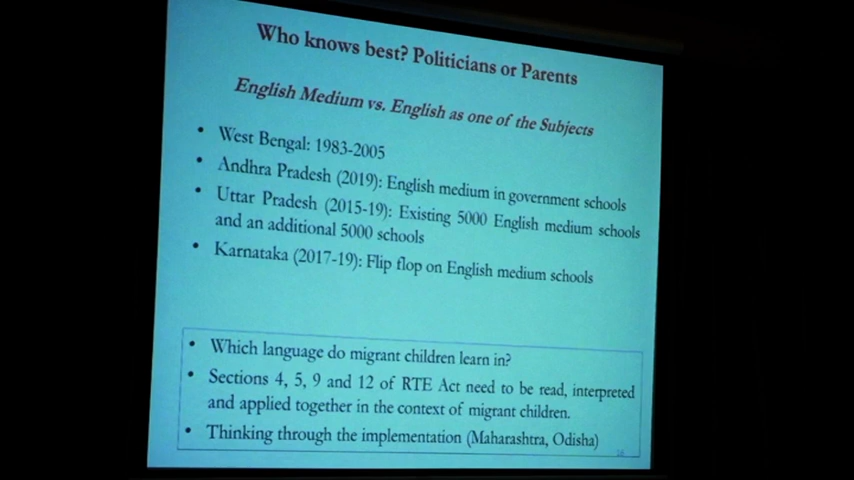 Who knows best? Politicians or Parents
English Medium vs. English as one of the Subjects
• West Bengal: 1983-2005
• Andhra Pradesh (2019): English medium in government schools
• Uttar Pradesh (2015-19): Existing 5000 English medium schools
and an additional 5000 schools
• Karnataka (2017-19): Flip flop on English medium schools
• Which language do migrant children learn in?
• Sections 4, 5, 9 and 12 of RTE Act need to be read, interpreted
and applied together in the context of migrant children.
• Thinking through the implementation (Maharashtra, Odisha)